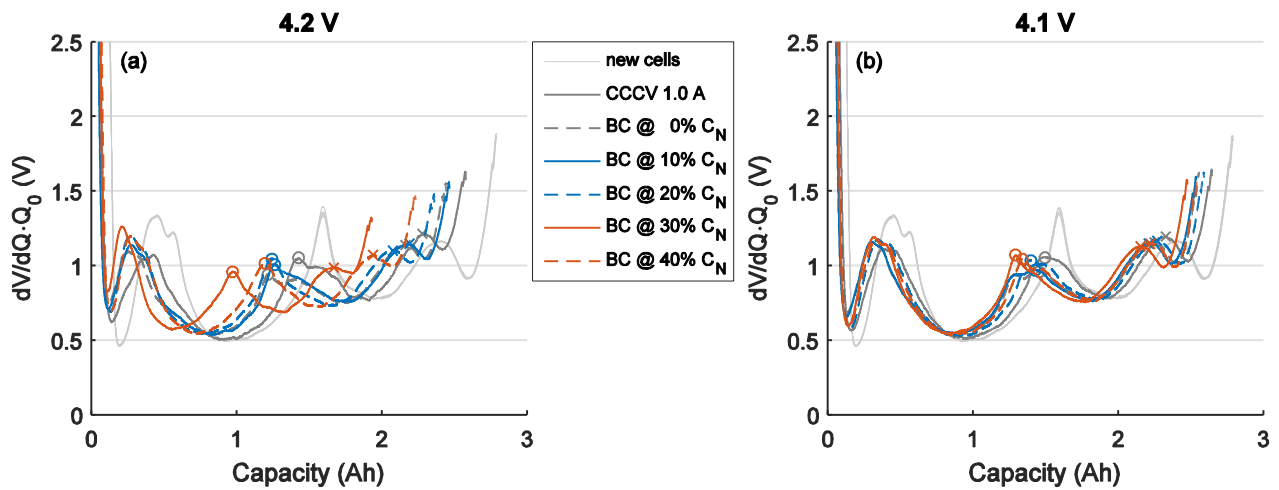 4.2 V
4.1 V
(a)
(b)
dV/dQ·Q0 (V)
2.5
2
1.5
1
0.5
0
0
1
2
3
Capacity (Ah)
new cells
CCCV 1.0 A
BC @ 0% CN
BC @ 10% CN
BC @ 20% CN
BC @ 30% CN
BC @ 40% CN
dV/dQ·Q0 (V)
2.5
2
1.5
1
0.5
0
0
1
2
3
Capacity (Ah)